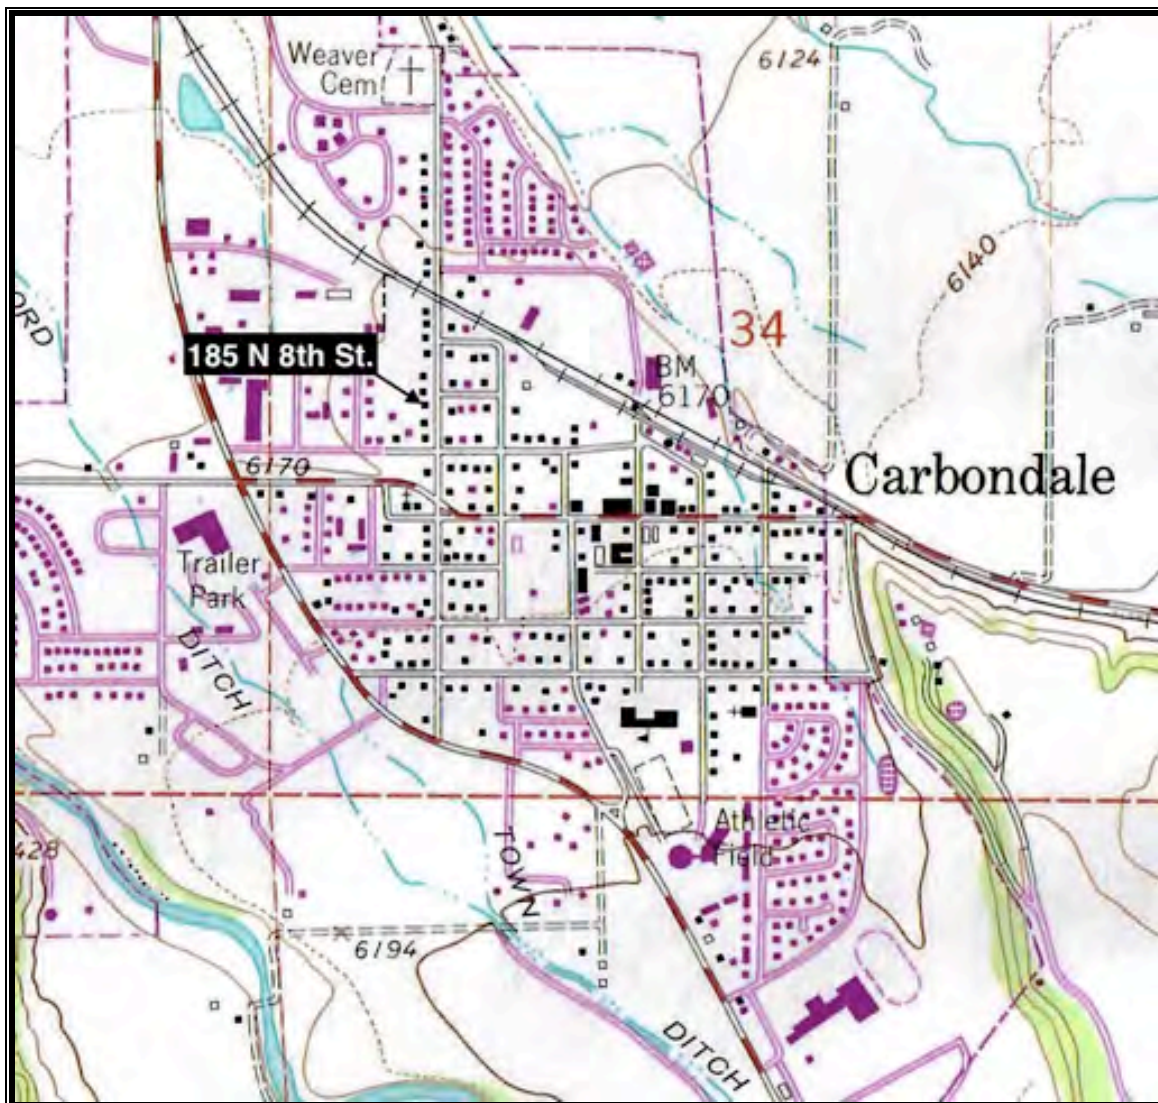 Weaver
Cem
6124
6140
ORD
34
185 N 8th St.
BM
6170
6170
Carbondale
Trailer
Park
DITCH
Athletic
Field
428
TOWN
6194
DITCH